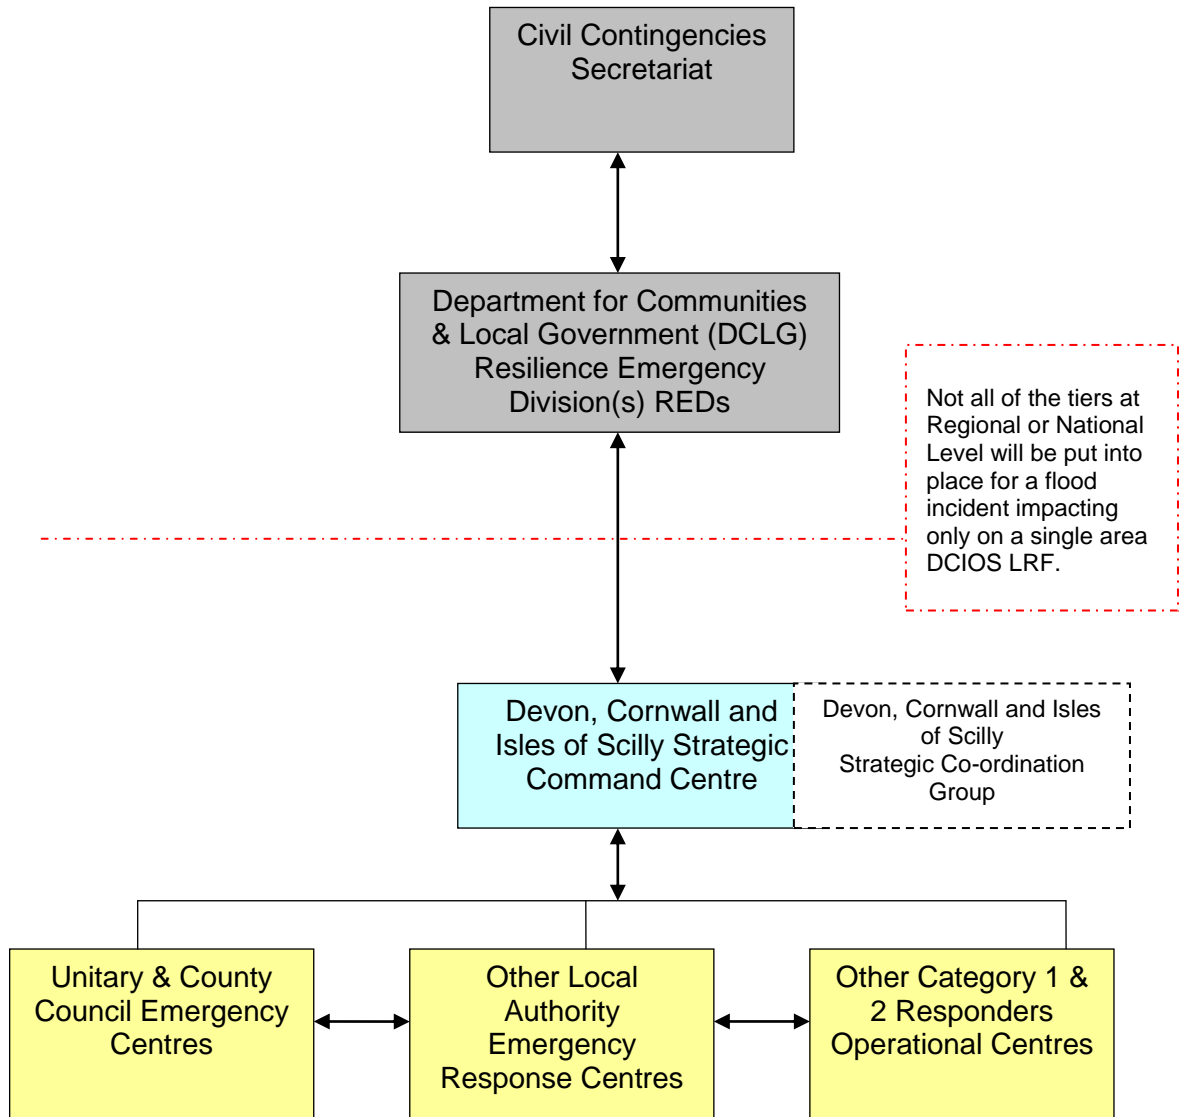 Civil Contingencies
Secretariat
Department for Communities
& Local Government (DCLG)
Resilience Emergency
Division(s) REDs
Not all of the tiers at
Regional or National
Level will be put into
place for a flood
incident impacting
only on a single area
DCIOS LRF.
Devon, Cornwall and
Isles of Scilly Strategic
Command Centre
Devon, Cornwall and Isles
of Scilly
Strategic Co-ordination
Group
Unitary & County
Council Emergency
Centres
Other Local
Authority
Emergency
Response Centres
Other Category 1 &
2 Responders
Operational Centres